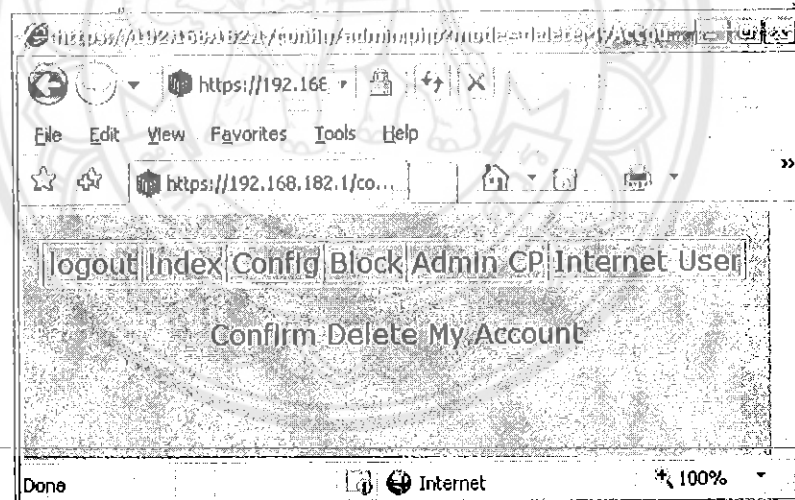 https://192.168
File Edit View Favorites Tools Help
https://192.168.182.1/co...
»
logout Index Config Block Admin CP Internet User
Confirm Delete My Account
Done Internet 100%